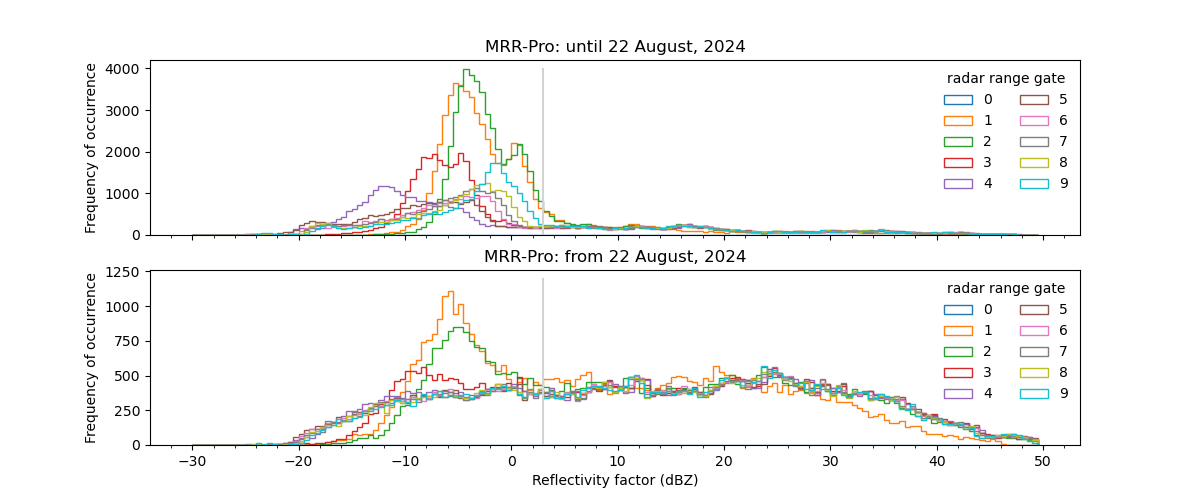 MRR-Pro: until 22 August, 2024
Frequency of occurrence
4000
3000
2000
1000
0
radar range gate
0 5
1 6
2 7
3 8
4 9
MRR-Pro: from 22 August, 2024
Frequency of occurrence
1250
1000
750
500
250
0
radar range gate
0 5
1 6
2 7
3 8
4 9
−30 −20 −10 0 10 20 30 40 50
Reflectivity factor (dBZ)